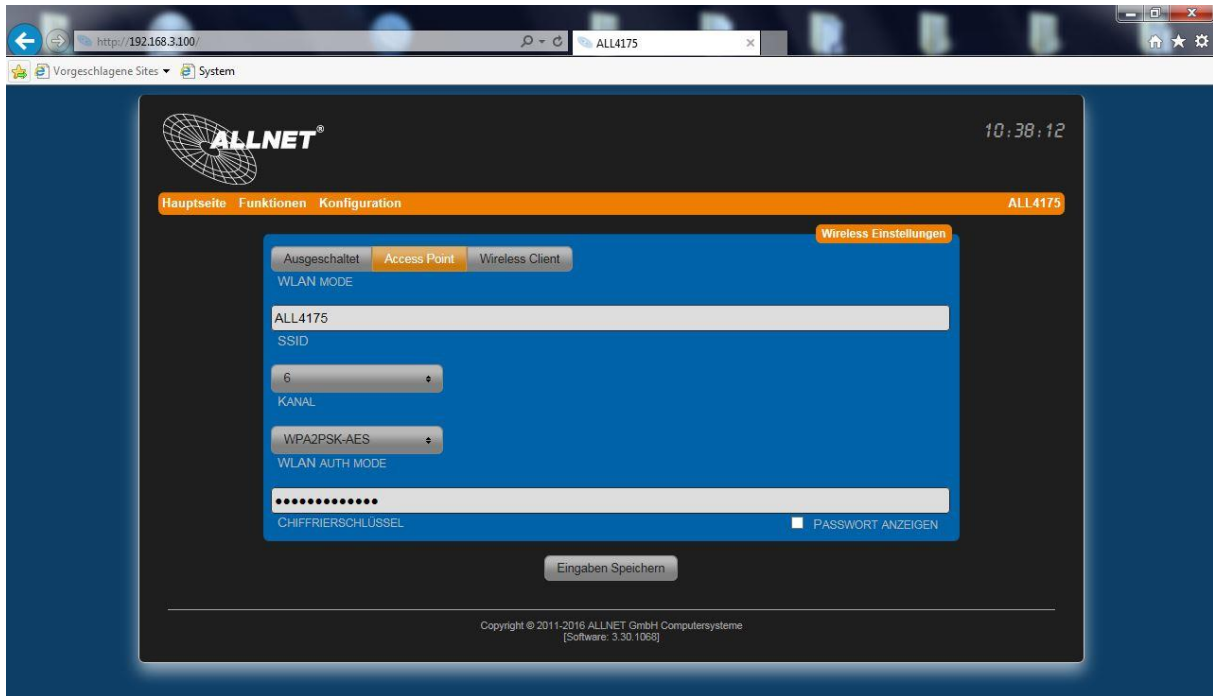 http://192.168.3.100/
ALL4175
Vorgeschlagene Sites
System
ALLNET®
10:38:12
Hauptseite Funktionen Konfiguration ALL4175
Wireless Einstellungen
Ausgeschaltet Access Point Wireless Client
WLAN MODE
ALL4175
SSID
6
KANAL
WPA2PSK-AES
WLAN AUTH MODE
•••••••••••••
CHIFFRIERSCHLÜSSEL
PASSWORT ANZEIGEN
Eingaben Speichern
Copyright © 2011-2016 ALLNET GmbH Computersysteme
[Software: 3.30.1068]